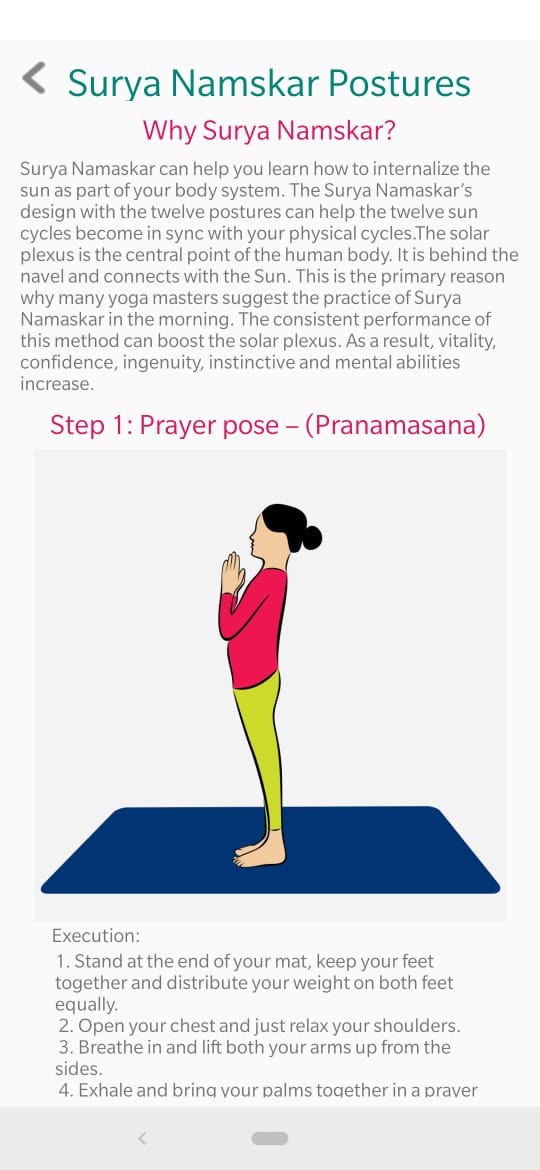 Surya Namskar Postures
Why Surya Namskar?
Surya Namaskar can help you learn how to internalize the
sun as part of your body system. The Surya Namaskar's
design with the twelve postures can help the twelve sun
cycles become in sync with your physical cycles.The solar
plexus is the central point of the human body. It is behind the
navel and connects with the Sun. This is the primary reason
why many yoga masters suggest the practice of Surya
Namaskar in the morning. The consistent performance of
this method can boost the solar plexus. As a result, vitality,
confidence, ingenuity, instinctive and mental abilities
increase.
Step 1: Prayer pose – (Pranamasana)
Execution:
1. Stand at the end of your mat, keep your feet
together and distribute your weight on both feet
equally.
2. Open your chest and just relax your shoulders.
3. Breathe in and lift both your arms up from the
sides.
4. Exhale and bring your palms together in a prayer